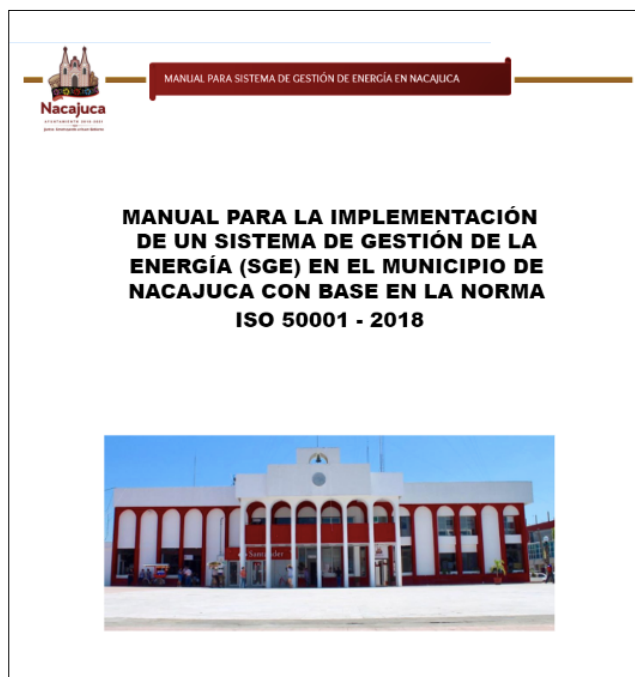 MANUAL PARA SISTEMA DE GESTIÓN DE ENERGÍA EN NACAJUCA
Nacajuca
MANUAL PARA LA IMPLEMENTACIÓN
DE UN SISTEMA DE GESTIÓN DE LA
ENERGÍA (SGE) EN EL MUNICIPIO DE
NACAJUCA CON BASE EN LA NORMA
ISO 50001 - 2018
Santander